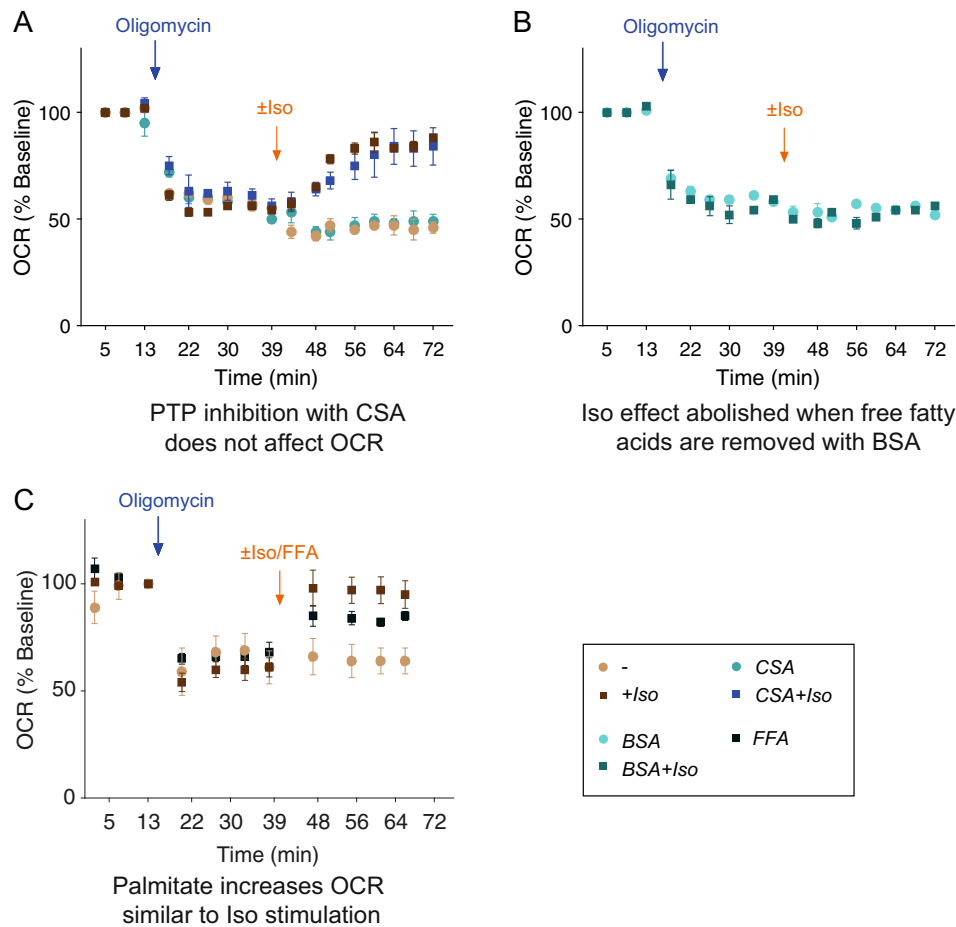 A
Oligomycin
±Iso
OCR (% Baseline)
100
50
0
5 13 22 30 39 48 56 64 72
Time (min)
PTP inhibition with CSA
does not affect OCR
B
Oligomycin
±Iso
OCR (% Baseline)
100
50
0
5 13 22 30 39 48 56 64 72
Time (min)
Iso effect abolished when free fatty
acids are removed with BSA
C
Oligomycin
±Iso/FFA
OCR (% Baseline)
100
50
0
5 13 22 30 39 48 56 64 72
Time (min)
Palmitate increases OCR
similar to Iso stimulation
-
+Iso
BSA
BSA+Iso
CSA
CSA+Iso
FFA